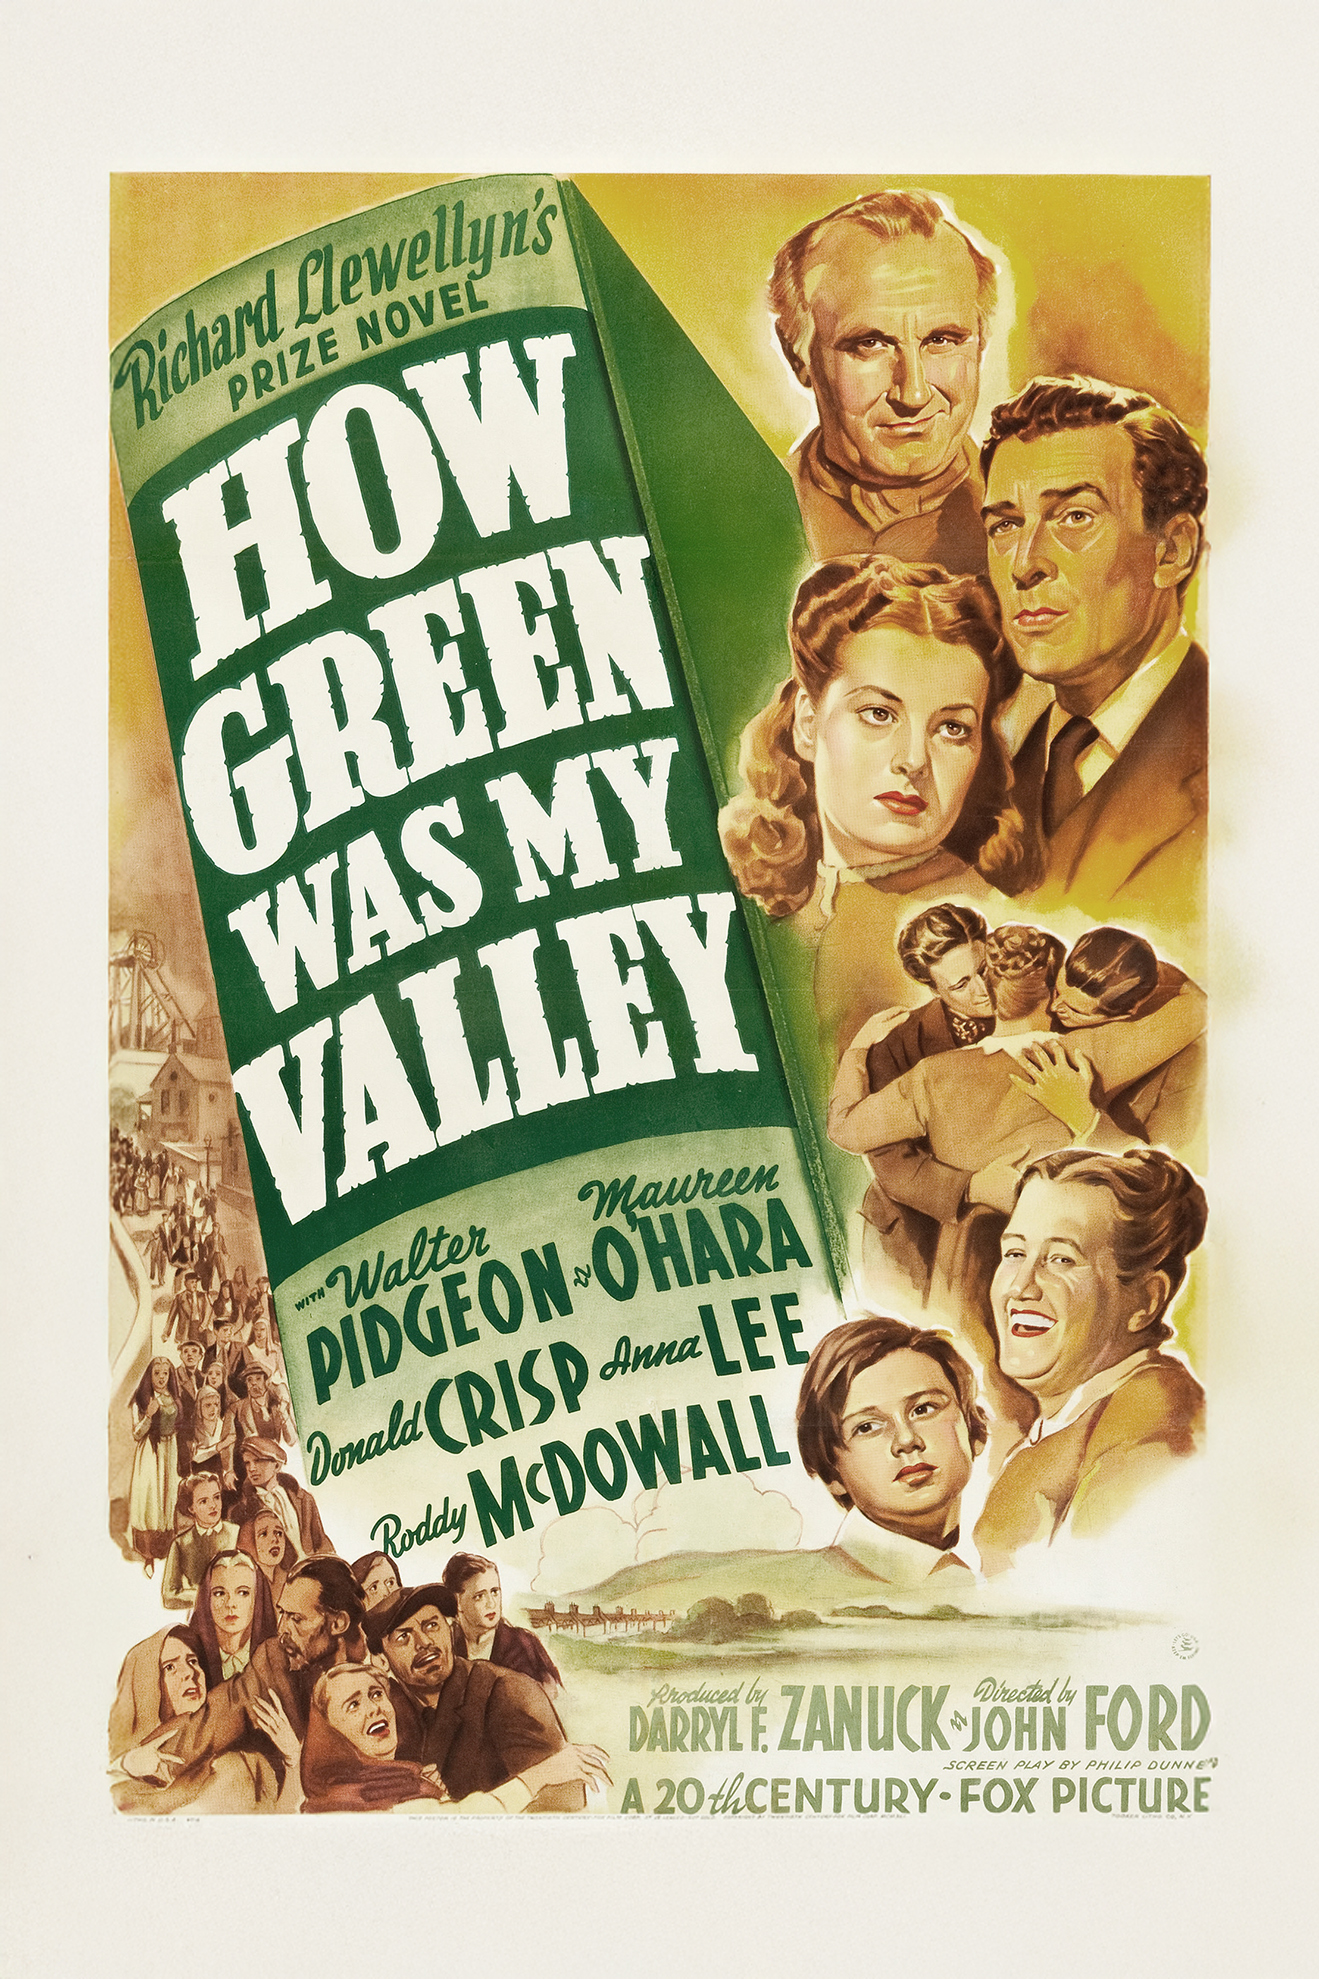 Richard Llewellyn's
PRIZE NOVEL
HOW
GREEN
WAS MY
VALLEY
WITH Walter PIDGEON Maureen O'HARA
Donald CRISP Anna LEE
Roddy McDOWALL
Produced by DARRYL F. ZANUCK Directed by JOHN FORD
SCREEN PLAY BY PHILIP DUNNE
A 20th CENTURY-FOX PICTURE